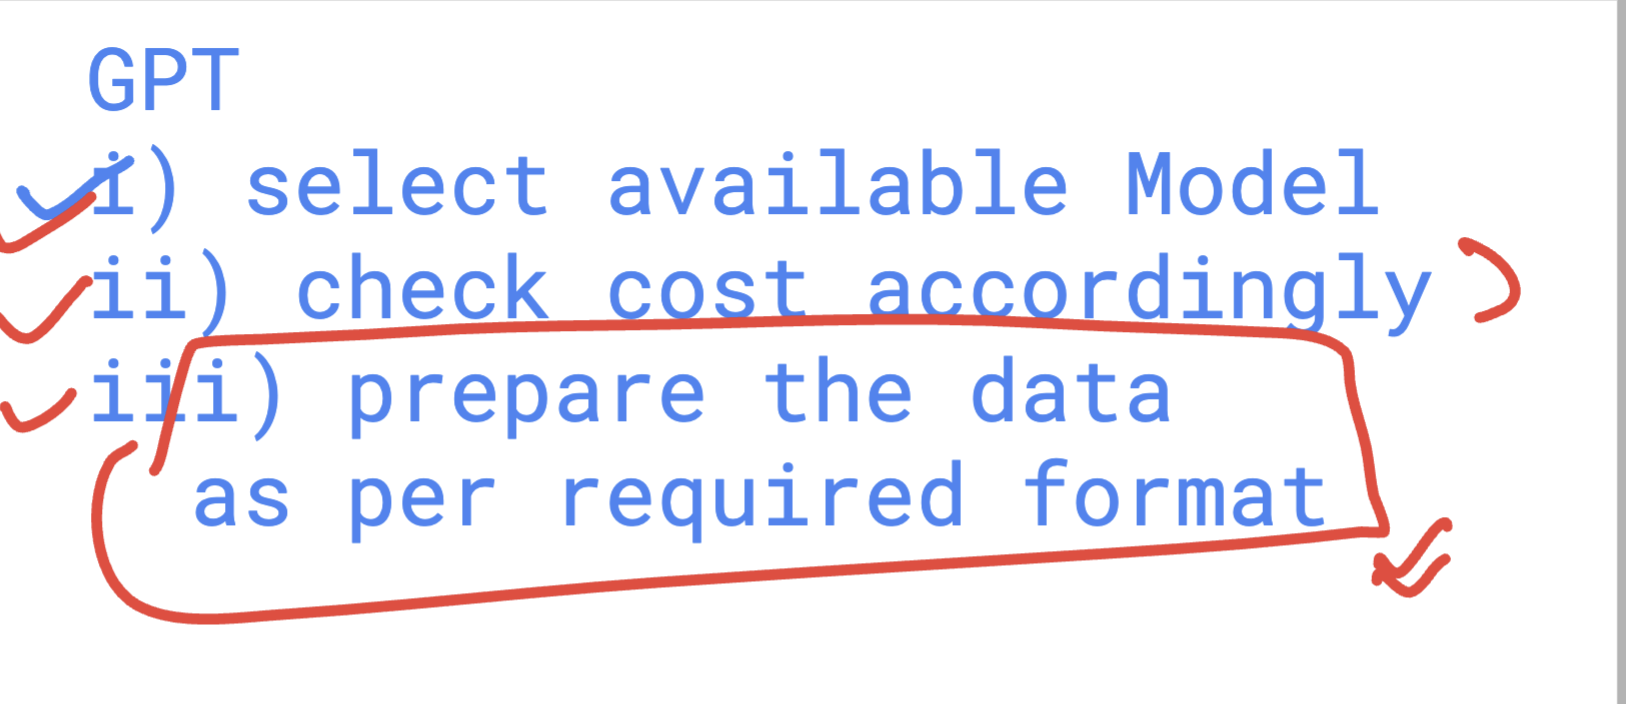 GPT
i) select available Model
ii) check cost accordingly
iii) prepare the data
as per required format